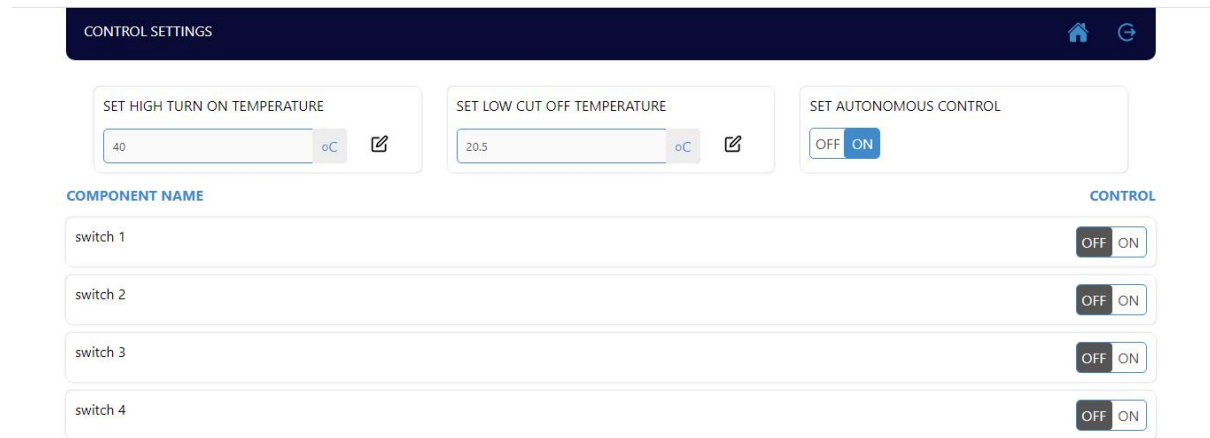 CONTROL SETTINGS
SET HIGH TURN ON TEMPERATURE
40 oC
SET LOW CUT OFF TEMPERATURE
20.5 oC
SET AUTONOMOUS CONTROL
OFF ON
COMPONENT NAME CONTROL
switch 1 OFF ON
switch 2 OFF ON
switch 3 OFF ON
switch 4 OFF ON